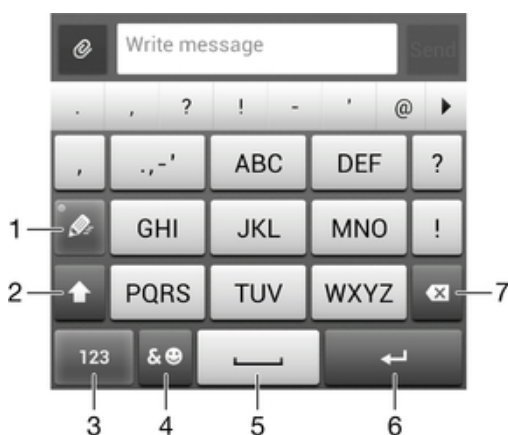 Write message Send
. , ? ! - ' @
, .,-' ABC DEF ?
1 GHI JKL MNO !
2 PQRS TUV WXYZ 7
123 &
3 4 5 6